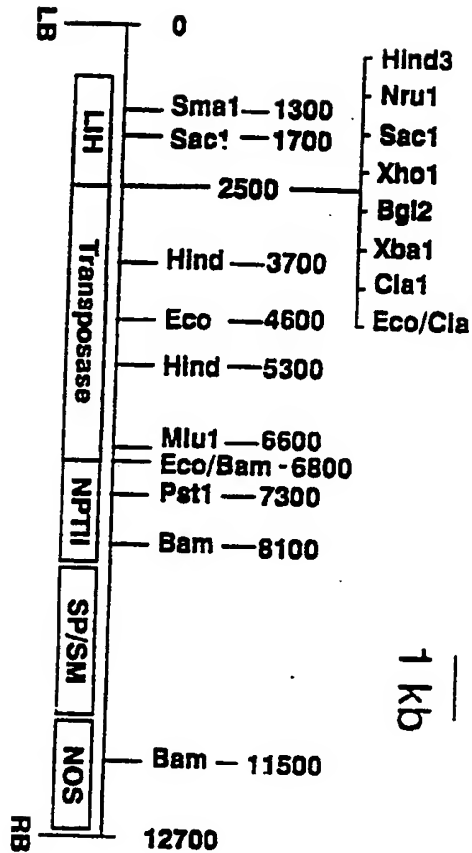 LB
0
Sma1 1300
Sac1 1700
2500
Hind 3700
Eco 4600
Hind 5300
Mlu1 6600
Eco/Bam - 6800
Pst1 7300
Bam 8100
Bam 11500
12700
RB
Hind3
Nru1
Sac1
Xho1
Bgl2
Xba1
Cla1
Eco/Cla
LIH
Transposase
NPTII
SP/SM
NOS
1 kb